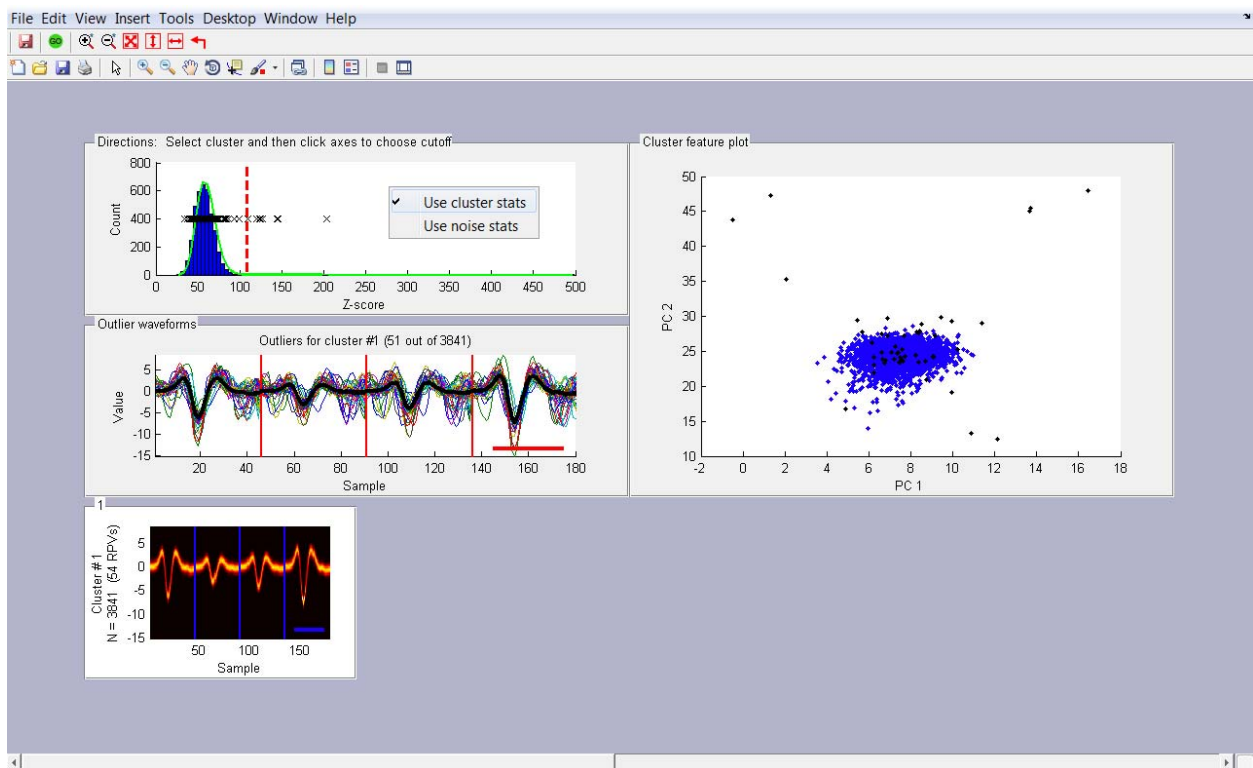 File Edit View Insert Tools Desktop Window Help
GO
Directions: Select cluster and then click axes to choose cutoff
800
600
400
200
0
Count
0 50 100 150 200 250 300 350 400 450 500
Z-score
Use cluster stats
Use noise stats
Cluster feature plot
50
45
40
35
30
25
20
15
10
PC 2
-2 0 2 4 6 8 10 12 14 16 18
PC 1
Outlier waveforms
Outliers for cluster #1 (51 out of 3841)
5
0
-5
-10
-15
Value
20 40 60 80 100 120 140 160 180
Sample
1
Cluster # 1
N = 3841 (54 RPVs)
5
0
-5
-10
-15
50 100 150
Sample